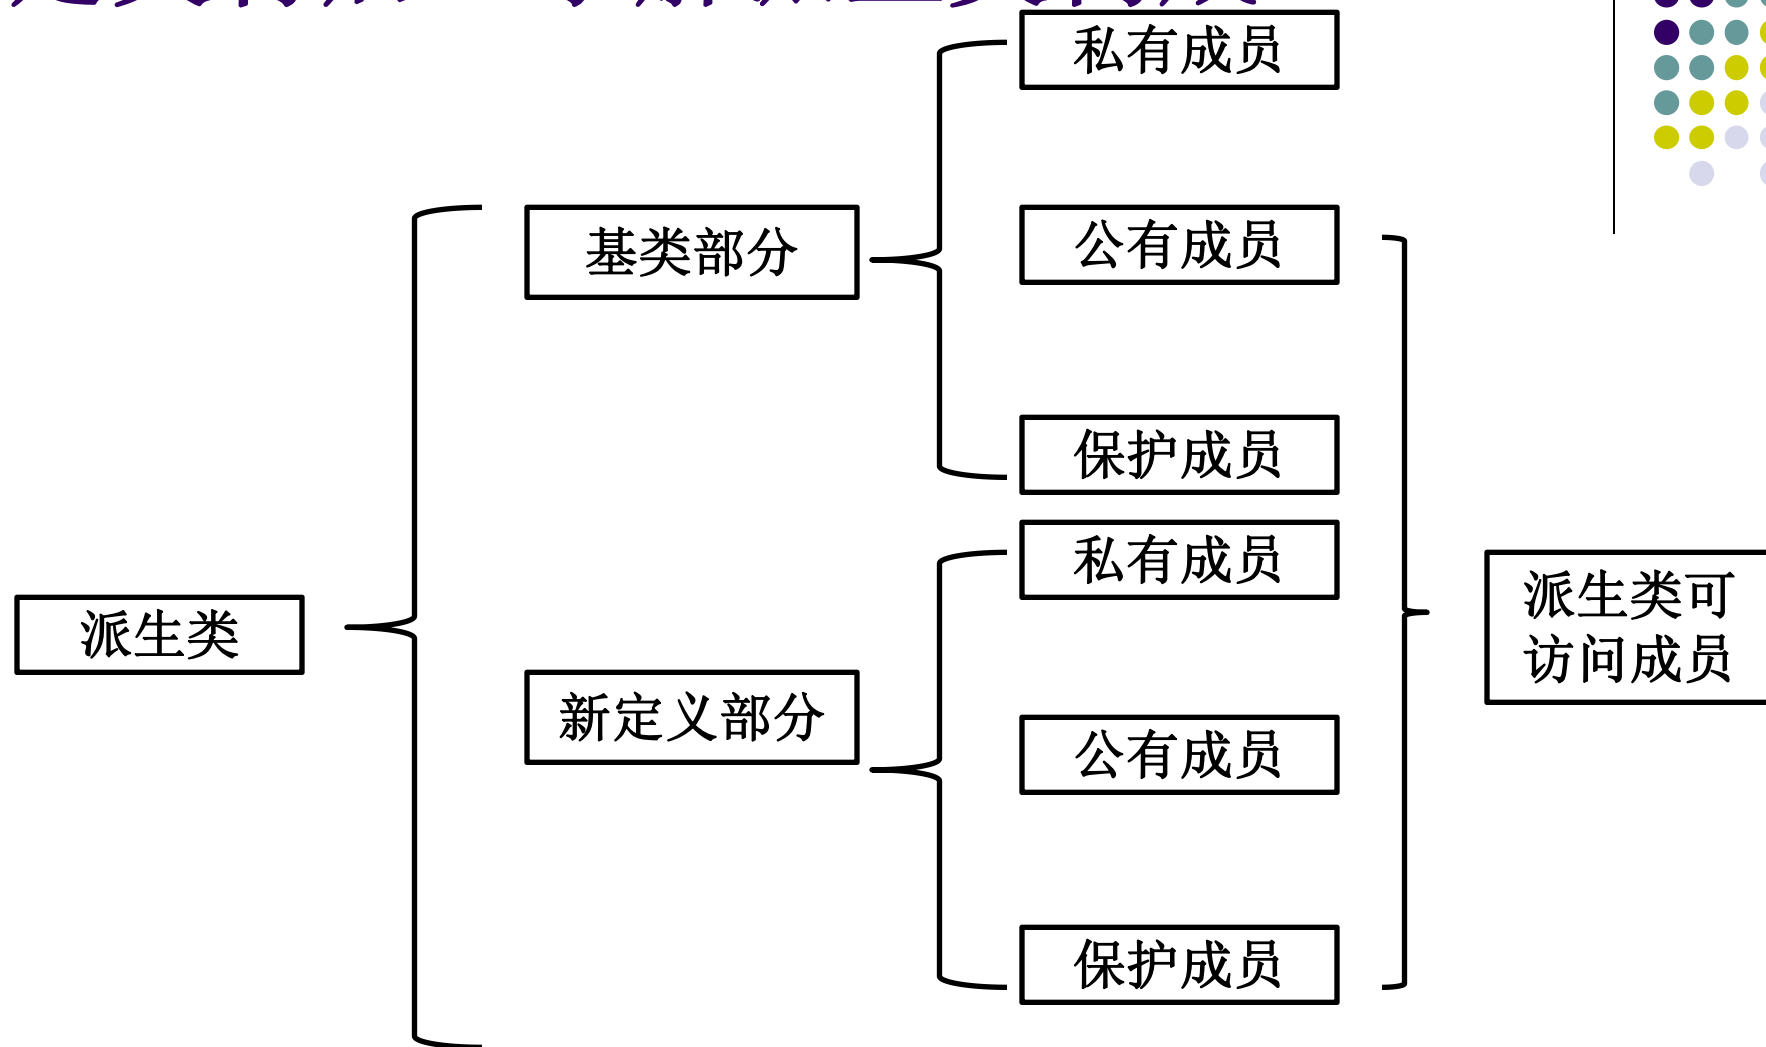 私有成员
基类部分
公有成员
保护成员
私有成员
派生类
新定义部分
公有成员
保护成员
派生类可
访问成员